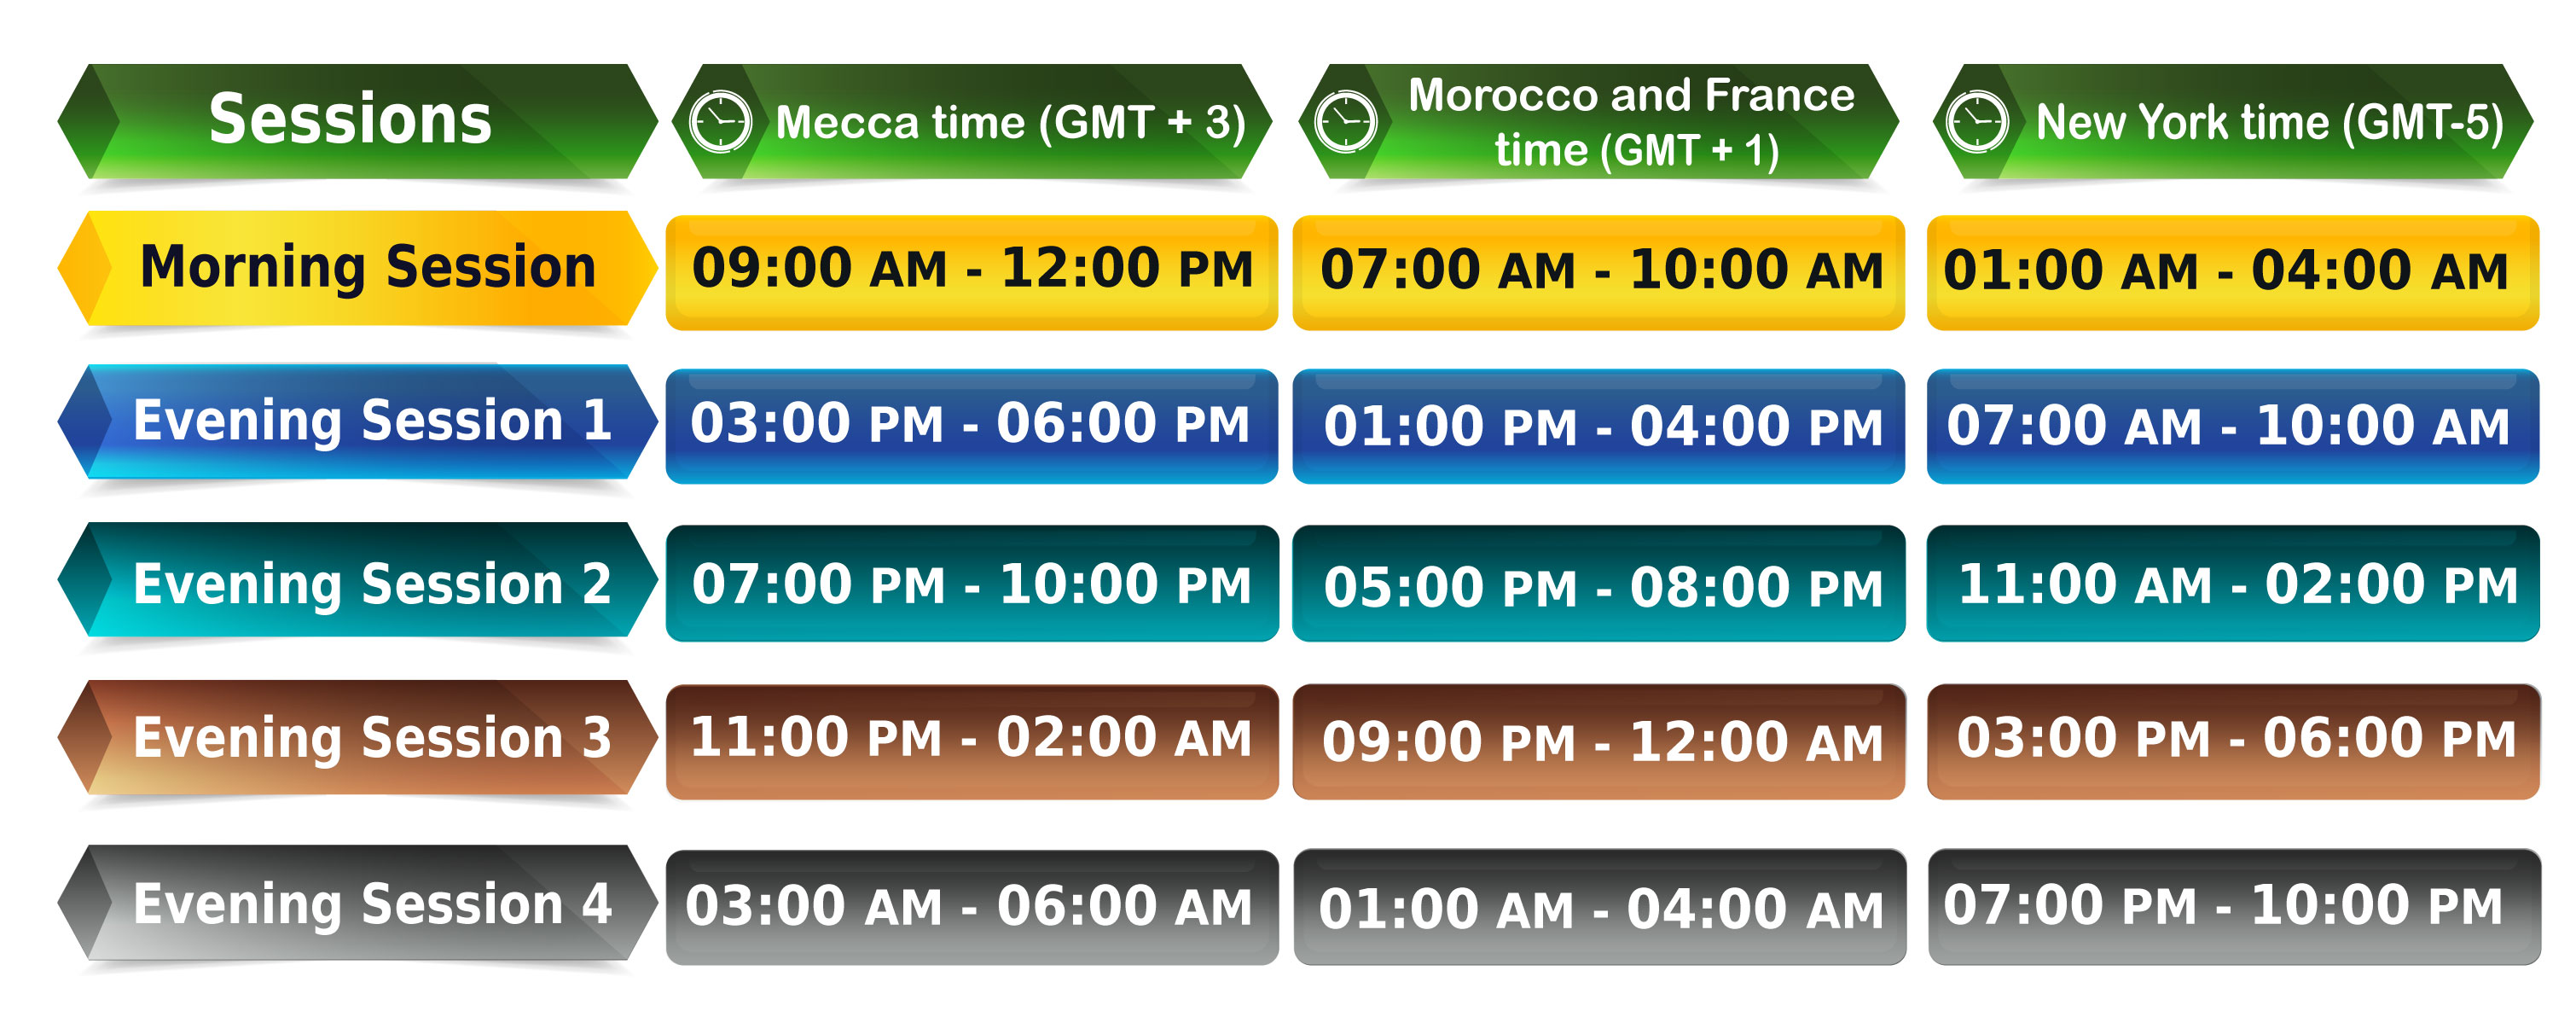 Sessions
Mecca time (GMT + 3)
Morocco and France
time (GMT + 1)
New York time (GMT-5)
Morning Session
09:00 AM - 12:00 PM
07:00 AM - 10:00 AM
01:00 AM - 04:00 AM
Evening Session 1
03:00 PM - 06:00 PM
01:00 PM - 04:00 PM
07:00 AM - 10:00 AM
Evening Session 2
07:00 PM - 10:00 PM
05:00 PM - 08:00 PM
11:00 AM - 02:00 PM
Evening Session 3
11:00 PM - 02:00 AM
09:00 PM - 12:00 AM
03:00 PM - 06:00 PM
Evening Session 4
03:00 AM - 06:00 AM
01:00 AM - 04:00 AM
07:00 PM - 10:00 PM